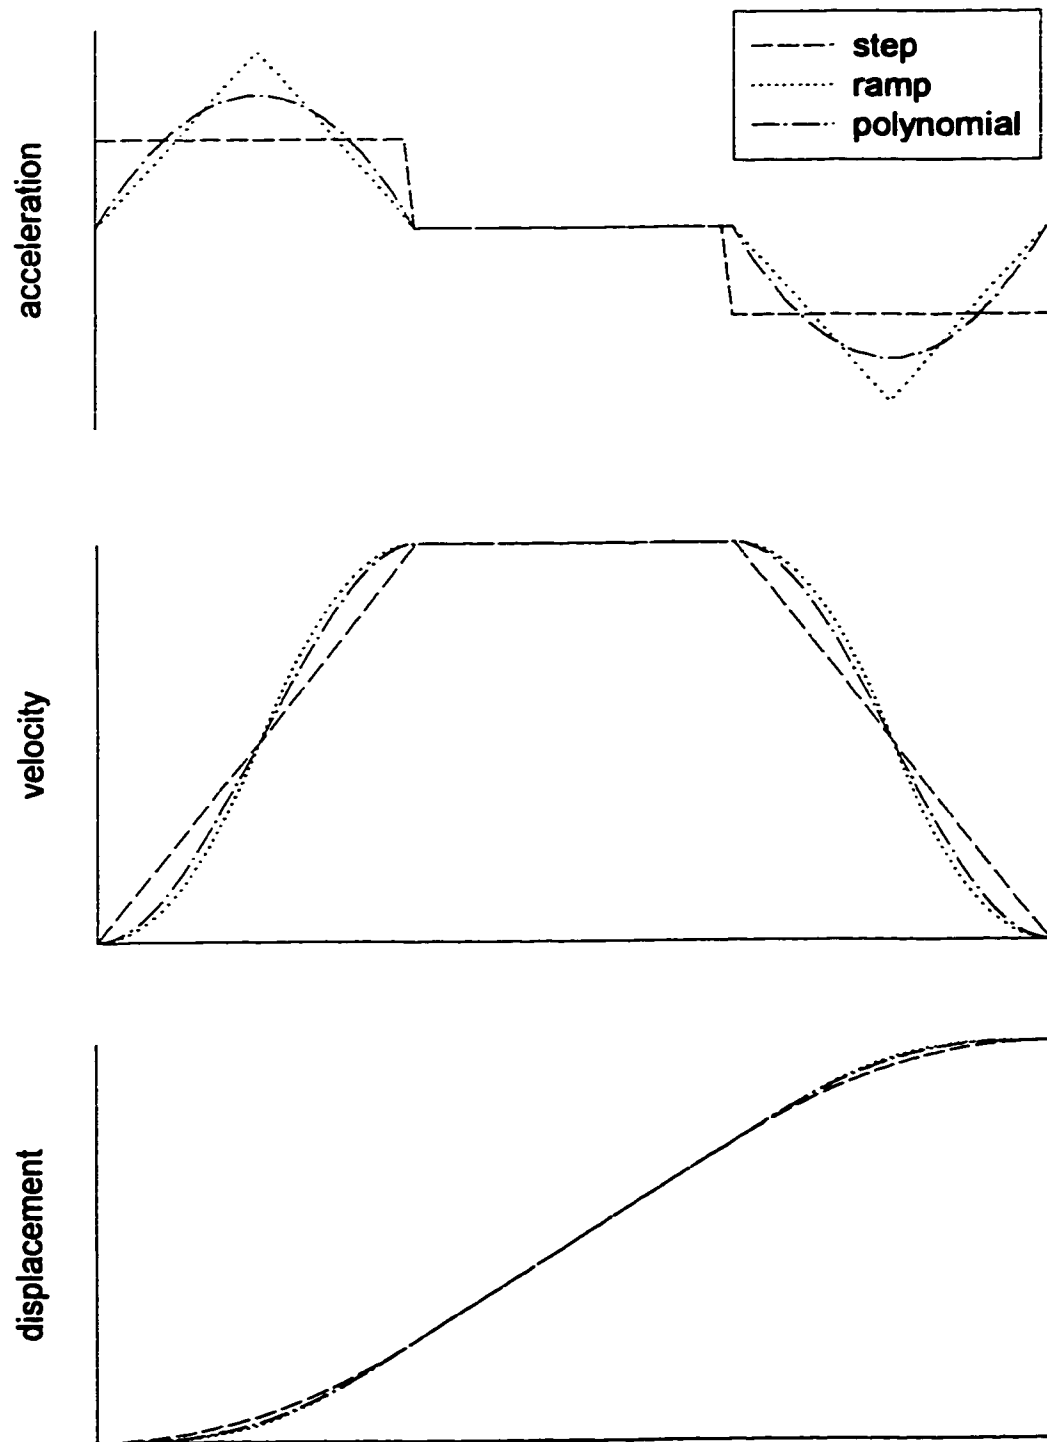 step
ramp
polynomial
acceleration
velocity
displacement